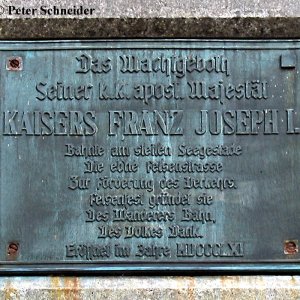 © Peter Schneider
Das Machtgeboth
Seiner k.k. apost. Majestät
KAISERS FRANZ JOSEPH I.
Bahnte am steilen Seegestade
Die ebne Felsenstrasse
Zur Förderung des Verkehrs.
Felsenfest gründet sie
Des Wanderers Bahn,
Des Volkes Dank.
Eröffnet im Jahre MDCCCLXI